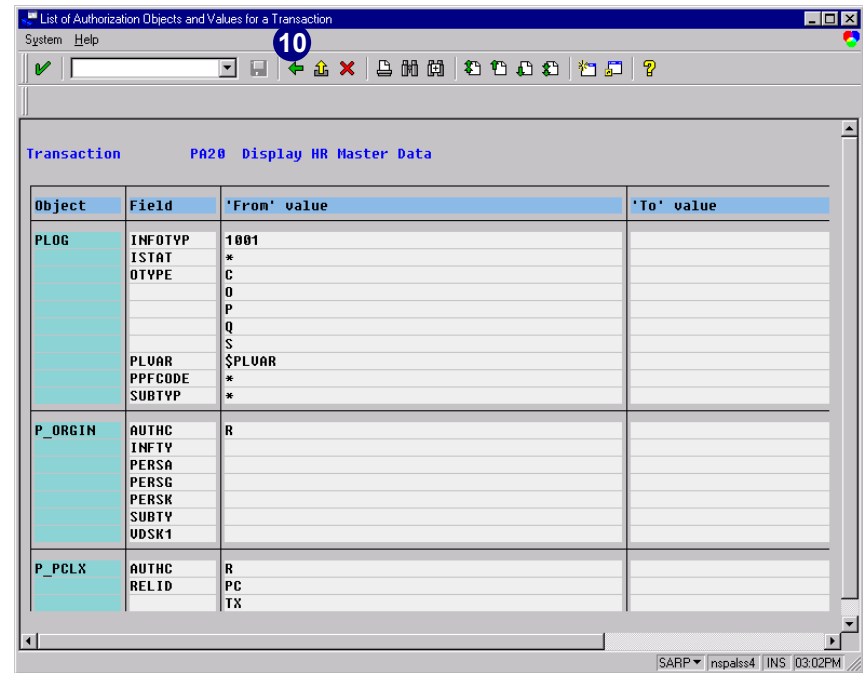 List of Authorization Objects and Values for a Transaction
System Help
10
Transaction PA20 Display HR Master Data
Object Field 'From' value 'To' value
PLOG INFOTYP 1001
ISTAT *
OTYPE C
O
P
Q
S
PLVAR $PLVAR
PPFCODE *
SUBTYP *
P_ORGIN AUTHC R
INFTY
PERSA
PERSG
PERSK
SUBTY
VDSK1
P_PCLX AUTHC R
RELID PC
TX
SARP nspalss4 INS 03:02PM